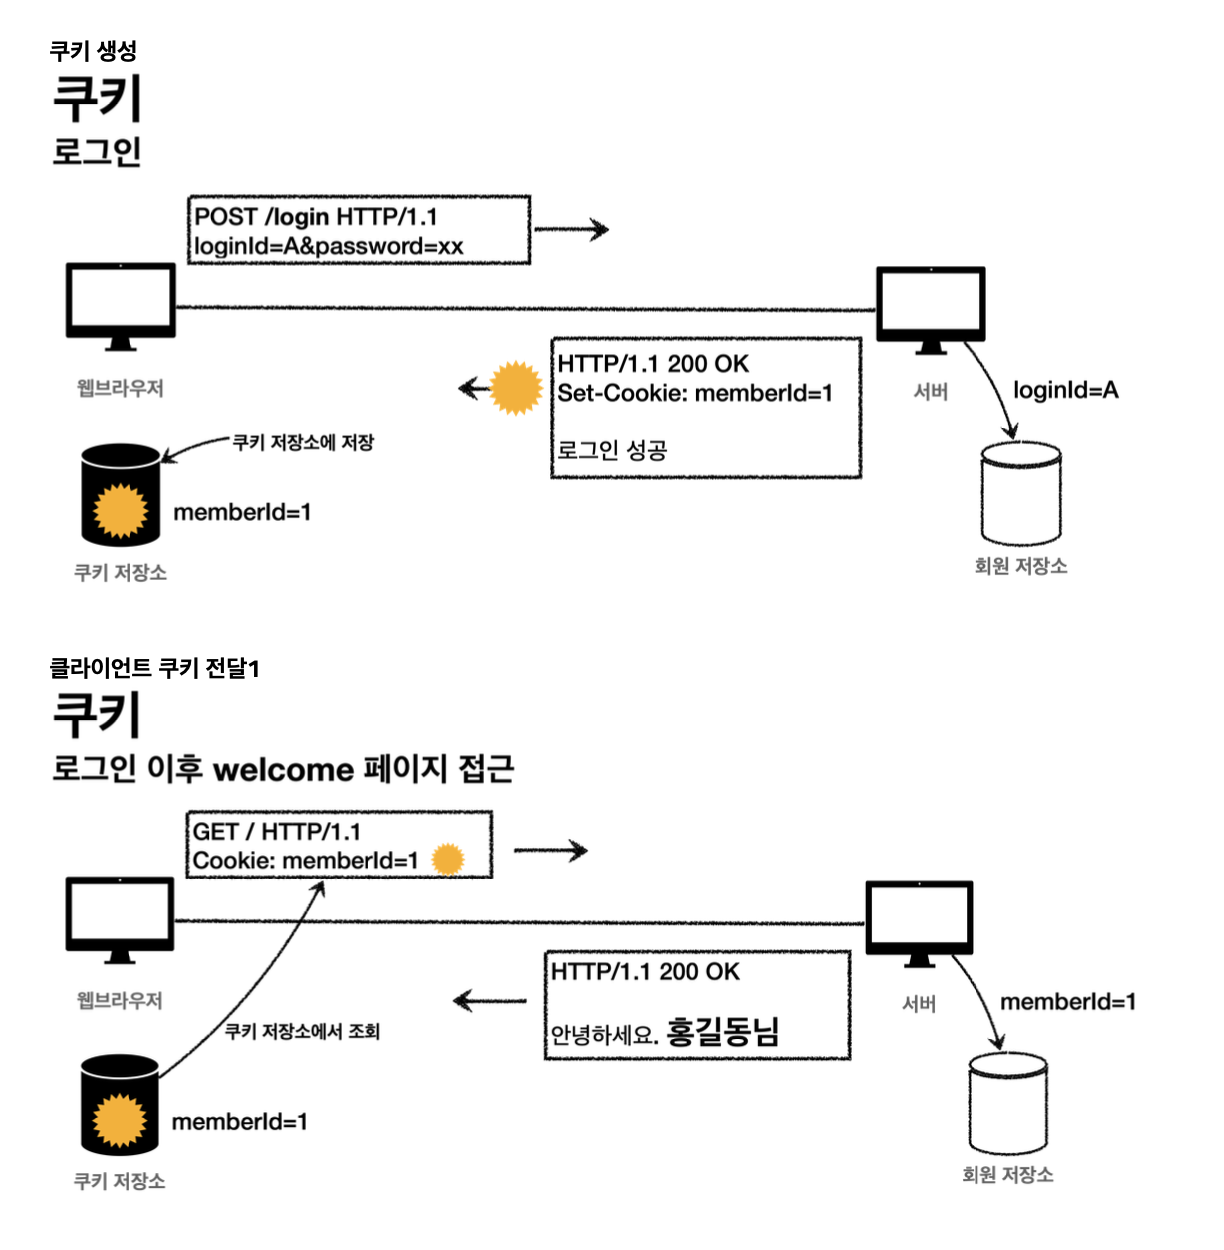 쿠키 생성
쿠키
로그인
POST /login HTTP/1.1
loginId=A&password=xx
웹브라우저
HTTP/1.1 200 OK
Set-Cookie: memberId=1
로그인 성공
서버
loginId=A
쿠키 저장소에 저장
memberId=1
쿠키 저장소
회원 저장소
클라이언트 쿠키 전달1
쿠키
로그인 이후 welcome 페이지 접근
GET / HTTP/1.1
Cookie: memberId=1
웹브라우저
HTTP/1.1 200 OK
안녕하세요. 홍길동님
서버
memberId=1
쿠키 저장소에서 조회
memberId=1
쿠키 저장소
회원 저장소